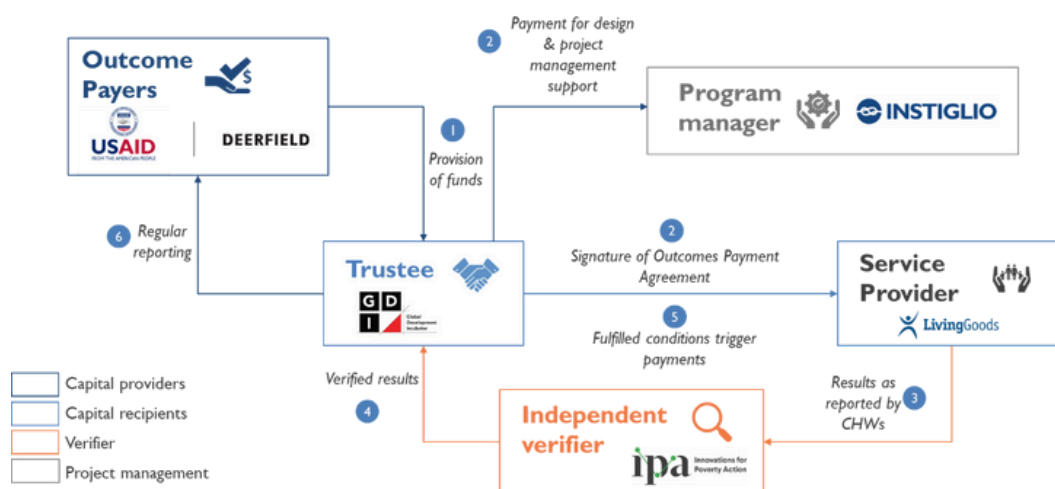 Outcome
Payers
USAID
FROM THE AMERICAN PEOPLE
DEERFIELD
1
Provision
of funds
2
Payment for design
& project
management
support
Program
manager
INSTIGLIO
6
Regular
reporting
Trustee
G D
I
Global
Development
Incubator
2
Signature of Outcomes Payment
Agreement
5
Fulfilled conditions trigger
payments
Service
Provider
LivingGoods
Verified results
4
Independent
verifier
ipa
Innovations for
Poverty Action
Results as
reported by
CHWs
3
Capital providers
Capital recipients
Verifier
Project management